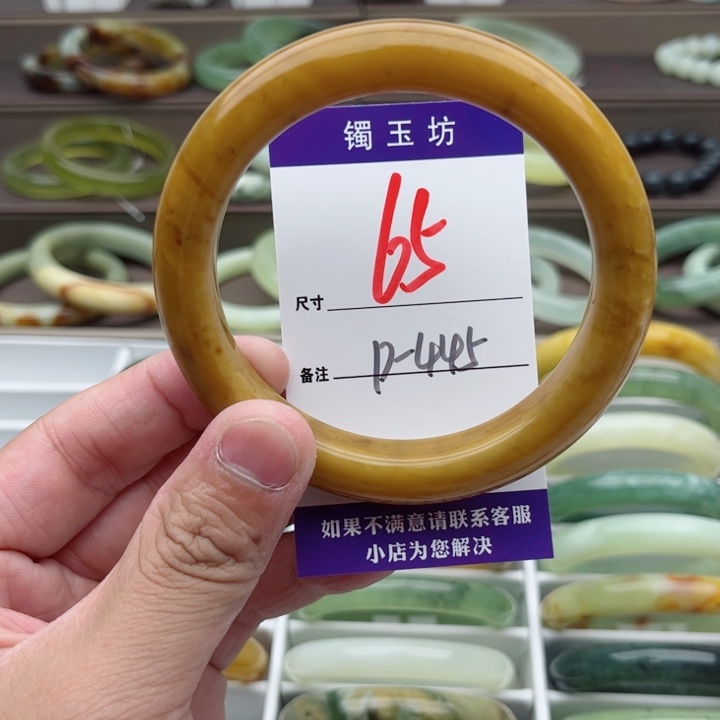 镯玉坊
65
尺寸
备注 P-445
如果不满意请联系客服
小店为您解决